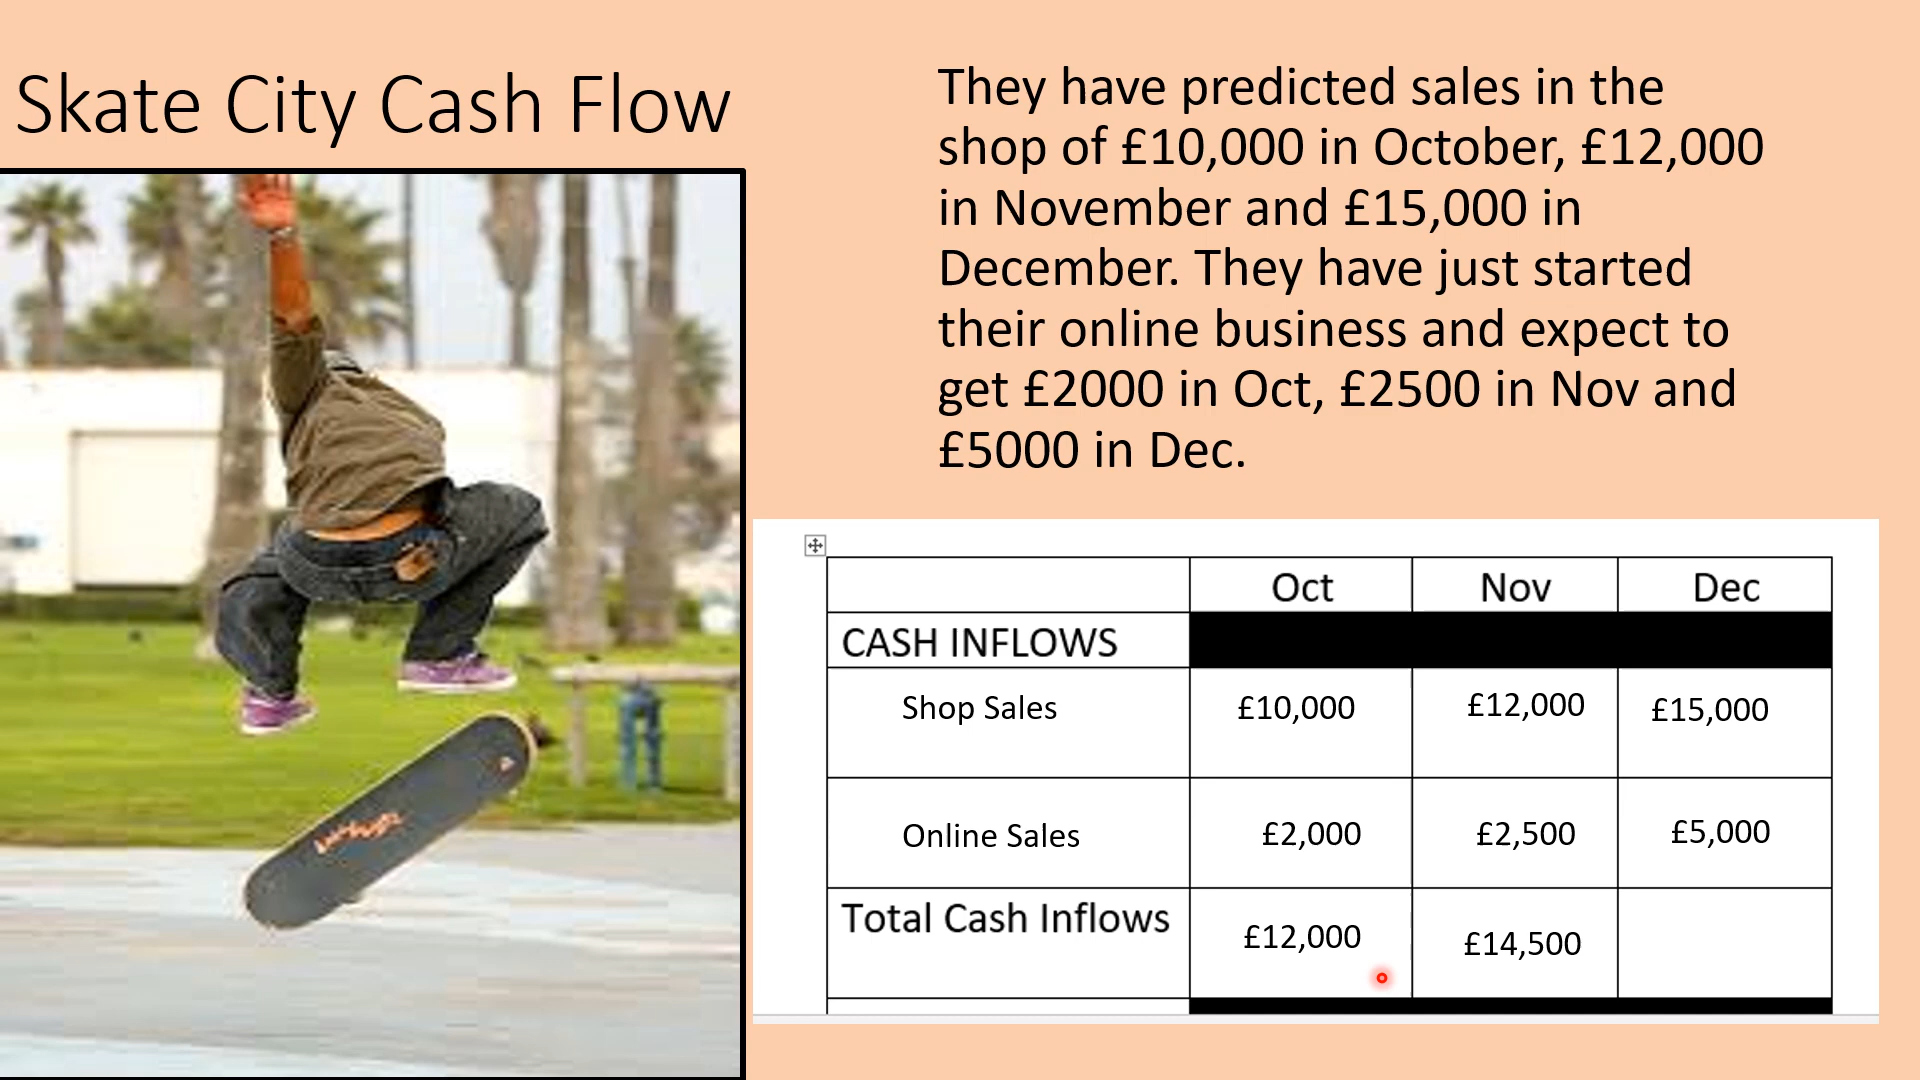 Skate City Cash Flow
They have predicted sales in the
shop of £10,000 in October, £12,000
in November and £15,000 in
December. They have just started
their online business and expect to
get £2000 in Oct, £2500 in Nov and
£5000 in Dec.
Oct Nov Dec
CASH INFLOWS
Shop Sales £10,000 £12,000 £15,000
Online Sales £2,000 £2,500 £5,000
Total Cash Inflows £12,000 £14,500